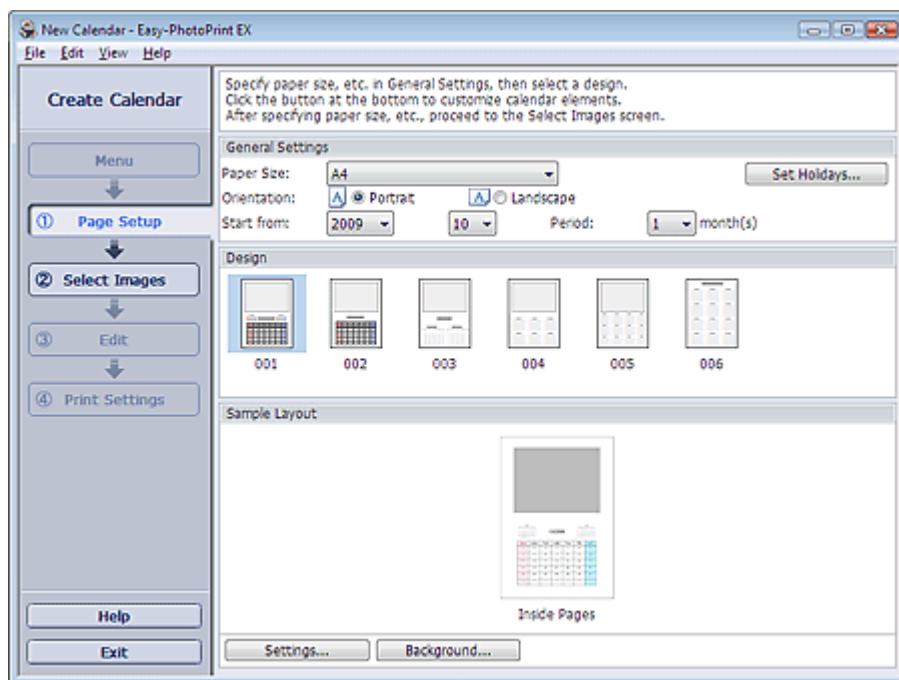 New Calendar - Easy-PhotoPrint EX
File Edit View Help
Create Calendar
Menu
① Page Setup
② Select Images
③ Edit
④ Print Settings
Help
Exit
Specify paper size, etc. in General Settings, then select a design.
Click the button at the bottom to customize calendar elements.
After specifying paper size, etc., proceed to the Select Images screen.
General Settings
Paper Size: A4 Set Holidays...
Orientation: A Portrait A Landscape
Start from: 2009 10 Period: 1 month(s)
Design
001 002 003 004 005 006
Sample Layout
Inside Pages
Settings... Background...